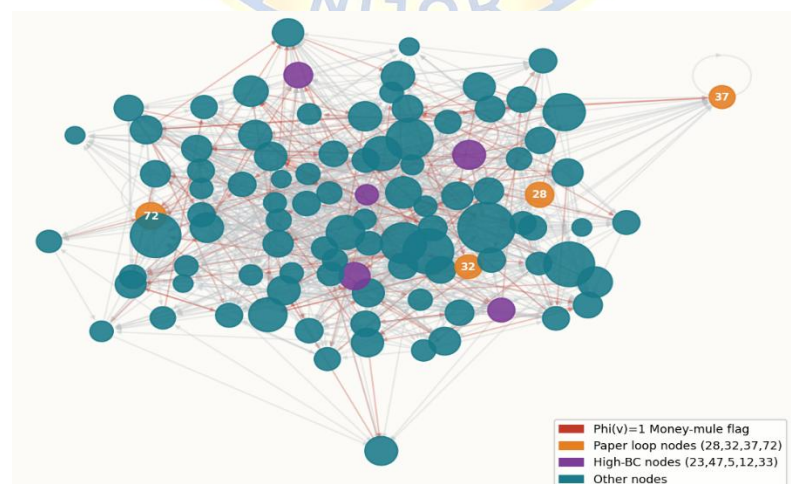 37
28
72
32
Phi(v)=1 Money-mule flag
Paper loop nodes (28,32,37,72)
High-BC nodes (23,47,5,12,33)
Other nodes